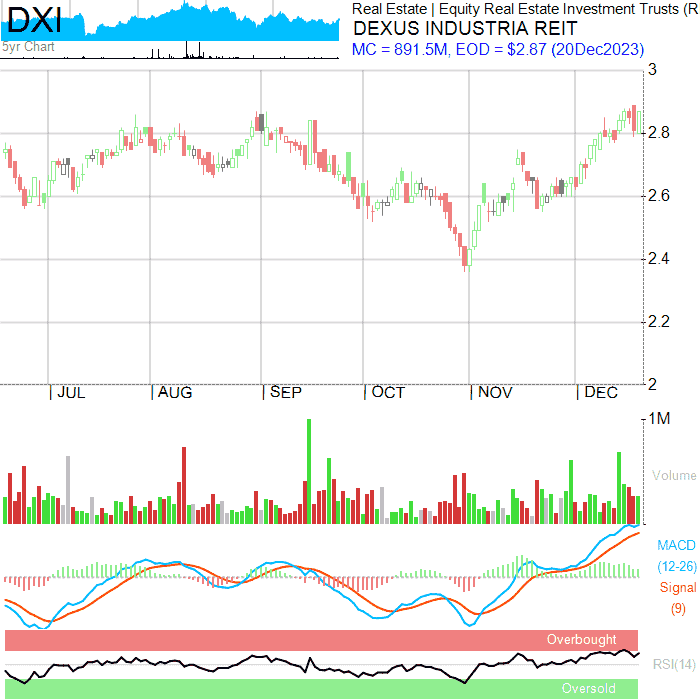 DXI
5yr Chart
Real Estate | Equity Real Estate Investment Trusts (R
DEXUS INDUSTRIA REIT
MC = 891.5M, EOD = $2.87 (20Dec2023)
3
2.8
2.6
2.4
2.2
2
JUL AUG SEP OCT NOV DEC
1M
Volume
MACD
(12-26)
Signal
(9)
Overbought
RSI(14)
Oversold